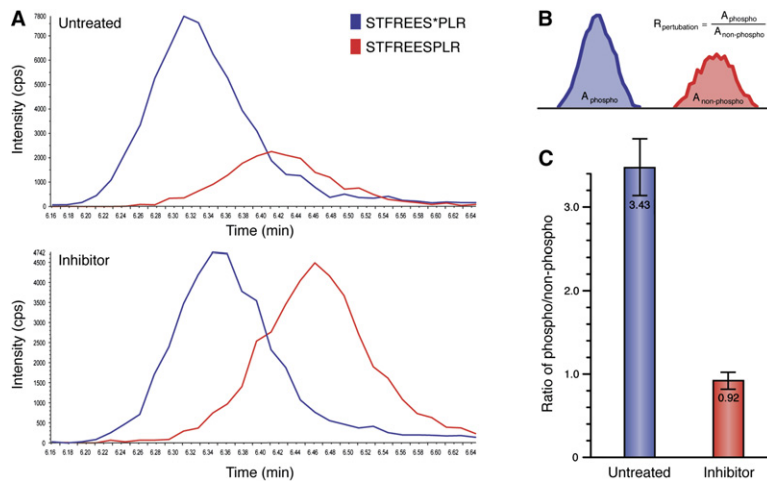 A
Untreated
STFREES*PLR
STFREESPLR
Intensity (cps)
7800
7000
6000
5000
4000
3000
2000
1000
0
6.16 6.18 6.20 6.22 6.24 6.26 6.28 6.30 6.32 6.34 6.36 6.38 6.40 6.42 6.44 6.46 6.48 6.50 6.52 6.54 6.56 6.58 6.60 6.62 6.64
Time (min)
Inhibitor
Intensity (cps)
4742
4500
4000
3500
3000
2500
2000
1500
1000
500
0
6.16 6.18 6.20 6.22 6.24 6.26 6.28 6.30 6.32 6.34 6.36 6.38 6.40 6.42 6.44 6.46 6.48 6.50 6.52 6.54 6.56 6.58 6.60 6.62 6.64
Time (min)
B
R pertubation = A phospho
A non-phospho
A phospho
A non-phospho
C
Ratio of phospho/non-phospho
3.0
2.0
1.0
0
3.43
0.92
Untreated
Inhibitor